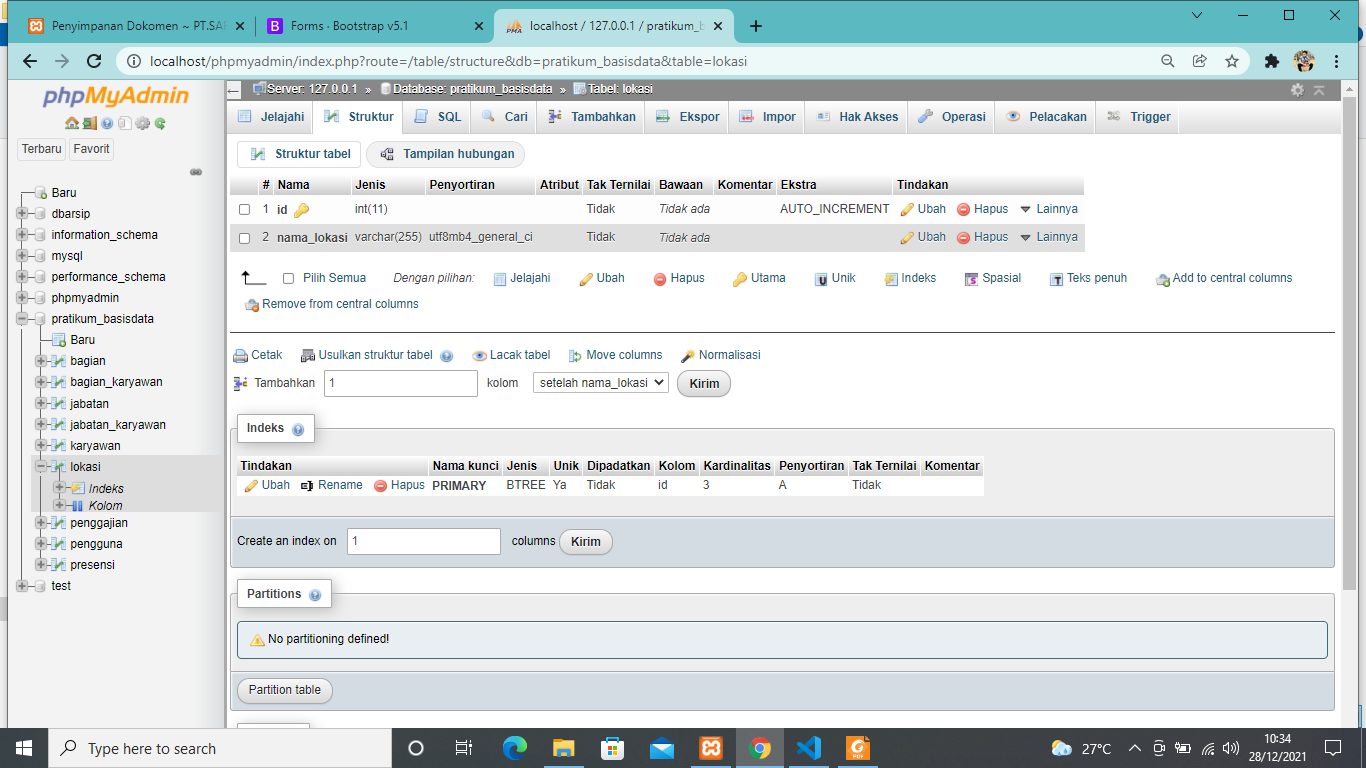 Penyimpanan Dokomen ~ PT.SAF
Forms · Bootstrap v5.1
localhost / 127.0.0.1 / pratikum_b
localhost/phpmyadmin/index.php?route=/table/structure&db=pratikum_basisdata&table=lokasi
phpMyAdmin
Terbaru Favorit
Baru
dbarsip
information_schema
mysql
performance_schema
phpmyadmin
pratikum_basisdata
Baru
bagian
bagian_karyawan
jabatan
jabatan_karyawan
karyawan
lokasi
Indeks
Kolom
penggajian
pengguna
presensi
test
Server: 127.0.0.1 » Database: pratikum_basisdata » Tabel: lokasi
Jelajahi Struktur SQL Cari Tambahkan Ekspor Impor Hak Akses Operasi Pelacakan Trigger
Struktur tabel Tampilan hubungan
# Nama Jenis Penyortiran Atribut Tak Ternilai Bawaan Komentar Ekstra Tindakan
1 id int(11) Tidak Tidak ada AUTO_INCREMENT Ubah Hapus Lainnya
2 nama_lokasi varchar(255) utf8mb4_general_ci Tidak Tidak ada Ubah Hapus Lainnya
Pilih Semua Dengan pilihan: Jelajahi Ubah Hapus Utama Unik Indeks Spasial Teks penuh Add to central columns
Remove from central columns
Cetak Usulkan struktur tabel Lacak tabel Move columns Normalisasi
Tambahkan 1 kolom setelah nama_lokasi Kirim
Indeks
Tindakan Nama kunci Jenis Unik Dipadatkan Kolom Kardinalitas Penyortiran Tak Ternilai Komentar
Ubah Rename Hapus PRIMARY BTREE Ya Tidak id 3 A Tidak
Create an index on 1 columns Kirim
Partitions
No partitioning defined!
Partition table
Type here to search
27°C
10:34
28/12/2021